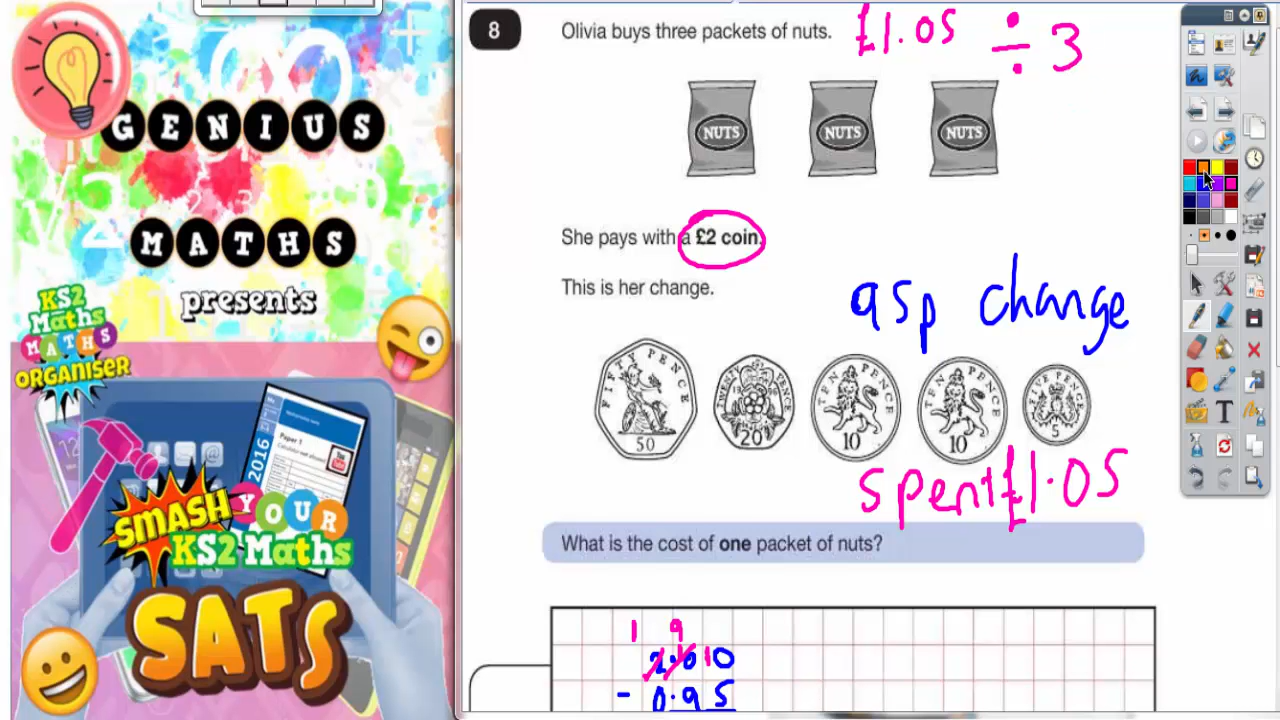 GENIUS
MATHS
presents
KS2
Maths
MATHS
ORGANISER
2016
Paper 1
SMASH YOUR
KS2 Maths
SATS
8
Olivia buys three packets of nuts.
£1.05 ÷ 3
NUTS NUTS NUTS
She pays with a £2 coin.
This is her change.
95p change
FIFTY PENCE 50
TWENTY PENCE 20
TEN PENCE 10
TEN PENCE 10
FIVE PENCE 5
spent £1.05
What is the cost of one packet of nuts?
1 9
2.0 10
- 0.95